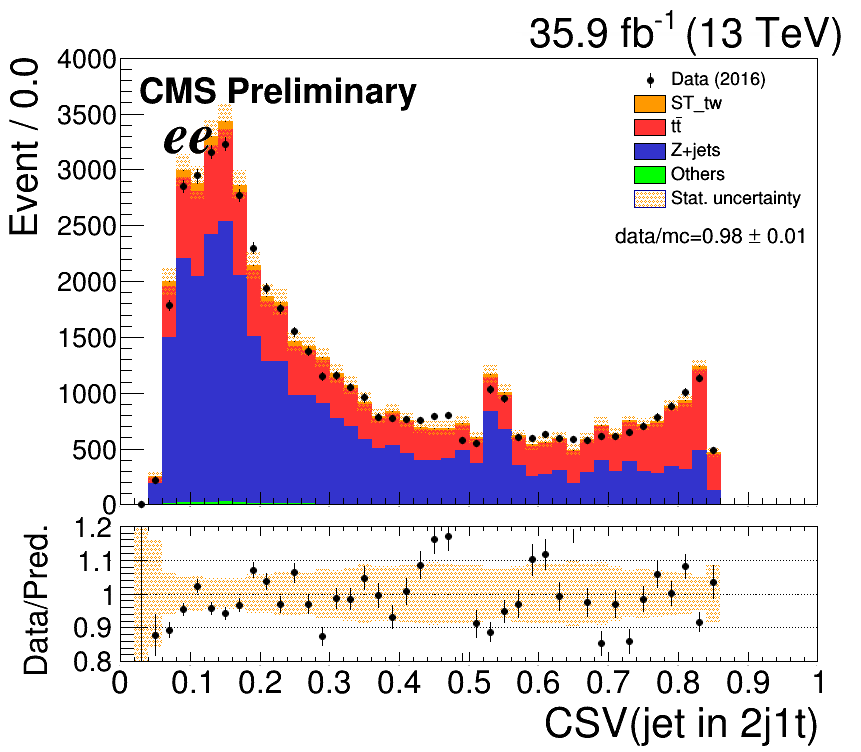 35.9 fb-1 (13 TeV)
CMS Preliminary
ee
Data (2016)
ST_tw
tt̄
Z+jets
Others
Stat. uncertainty
data/mc=0.98 ± 0.01
Event / 0.0
4000
3500
3000
2500
2000
1500
1000
500
0
Data/Pred.
1.2
1.1
1
0.9
0.8
0 0.1 0.2 0.3 0.4 0.5 0.6 0.7 0.8 0.9 1
CSV(jet in 2j1t)